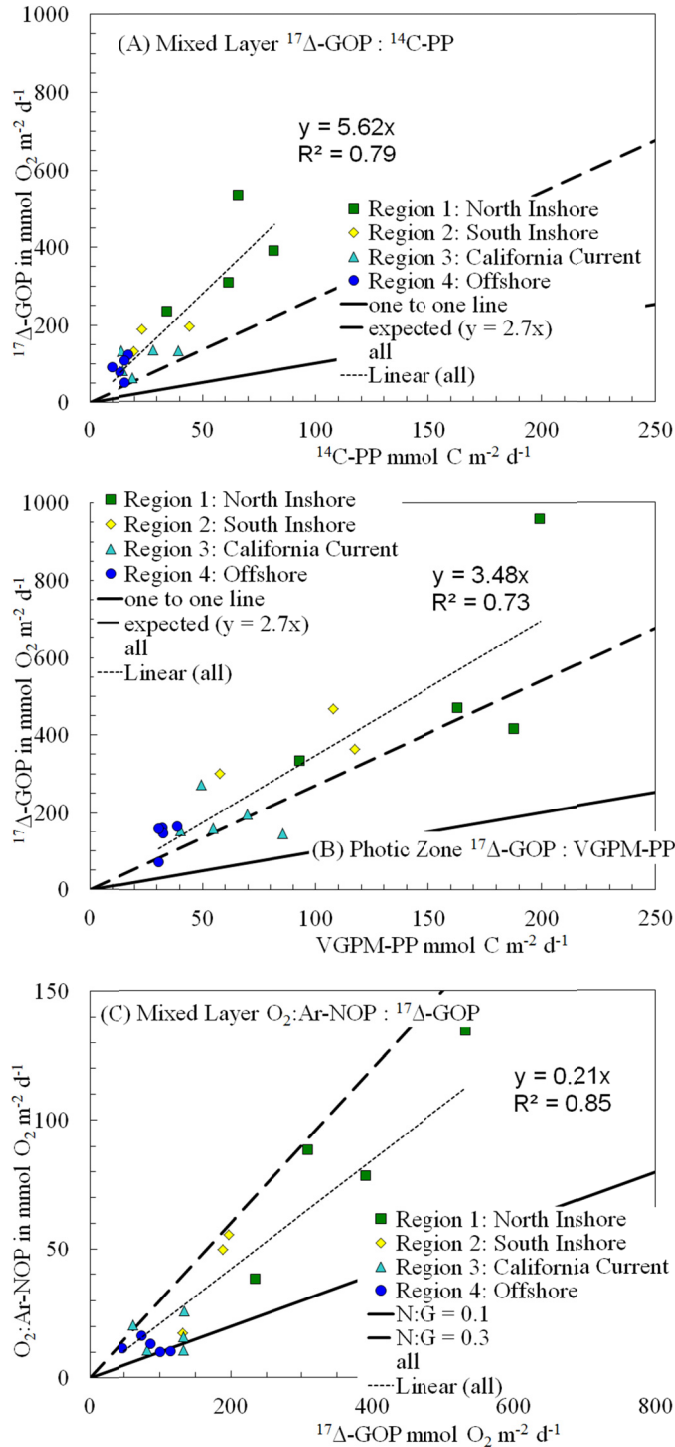 1000
(A) Mixed Layer ¹⁷Δ-GOP : ¹⁴C-PP
800
y = 5.62x
R² = 0.79
600
Region 1: North Inshore
Region 2: South Inshore
Region 3: California Current
Region 4: Offshore
one to one line
expected (y = 2.7x)
all
Linear (all)
400
200
0
¹⁷Δ-GOP in mmol O₂ m⁻² d⁻¹
0 50 100 150 200 250
¹⁴C-PP mmol C m⁻² d⁻¹
1000
Region 1: North Inshore
Region 2: South Inshore
Region 3: California Current
Region 4: Offshore
one to one line
expected (y = 2.7x)
all
Linear (all)
y = 3.48x
R² = 0.73
800
600
400
200
0
¹⁷Δ-GOP in mmol O₂ m⁻² d⁻¹
(B) Photic Zone ¹⁷Δ-GOP : VGPM-PP
0 50 100 150 200 250
VGPM-PP mmol C m⁻² d⁻¹
150
(C) Mixed Layer O₂:Ar-NOP : ¹⁷Δ-GOP
y = 0.21x
R² = 0.85
100
50
0
O₂:Ar-NOP in mmol O₂ m⁻² d⁻¹
Region 1: North Inshore
Region 2: South Inshore
Region 3: California Current
Region 4: Offshore
N:G = 0.1
N:G = 0.3
all
Linear (all)
0 200 400 600 800
¹⁷Δ-GOP mmol O₂ m⁻² d⁻¹